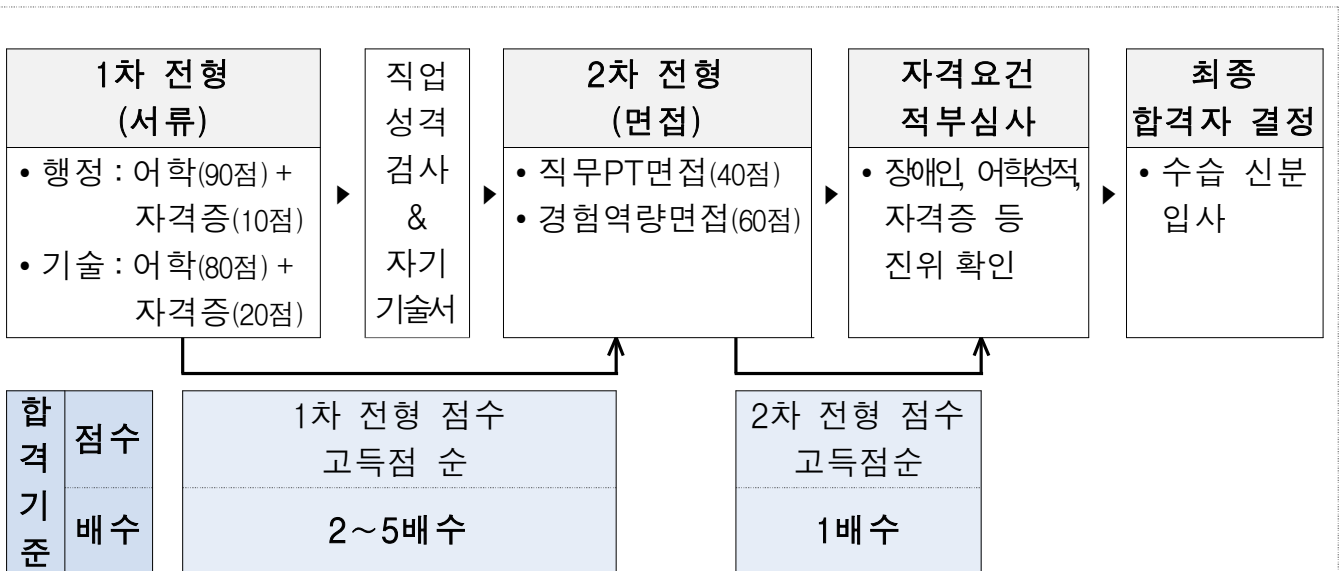 1차 전형
(서류)
• 행정 : 어학(90점) +
자격증(10점)
• 기술 : 어학(80점) +
자격증(20점)
▶
직업
성격
검사
&
자기
기술서
▶
2차 전형
(면접)
• 직무PT면접(40점)
• 경험역량면접(60점)
▶
자격요건
적부심사
• 장애인, 어학성적,
자격증 등
진위 확인
▶
최종
합격자 결정
• 수습 신분
입사
합
격
기
준
점수
1차 전형 점수
고득점 순
2차 전형 점수
고득점순
배수
2～5배수
1배수